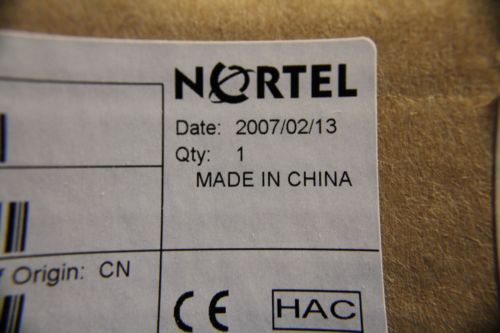 NORTEL
Date: 2007/02/13
Qty: 1
MADE IN CHINA
Origin: CN
CE
HAC